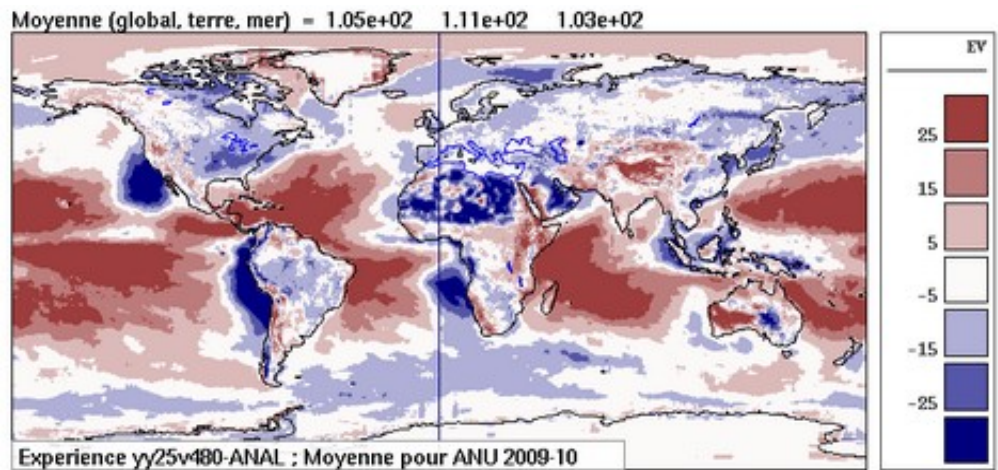 Moyenne (global, terre, mer) = 1.05e+02 1.11e+02 1.03e+02
EV
25
15
5
-5
-15
-25
Experience yy25v480-ANAL ; Moyenne pour ANU 2009-10